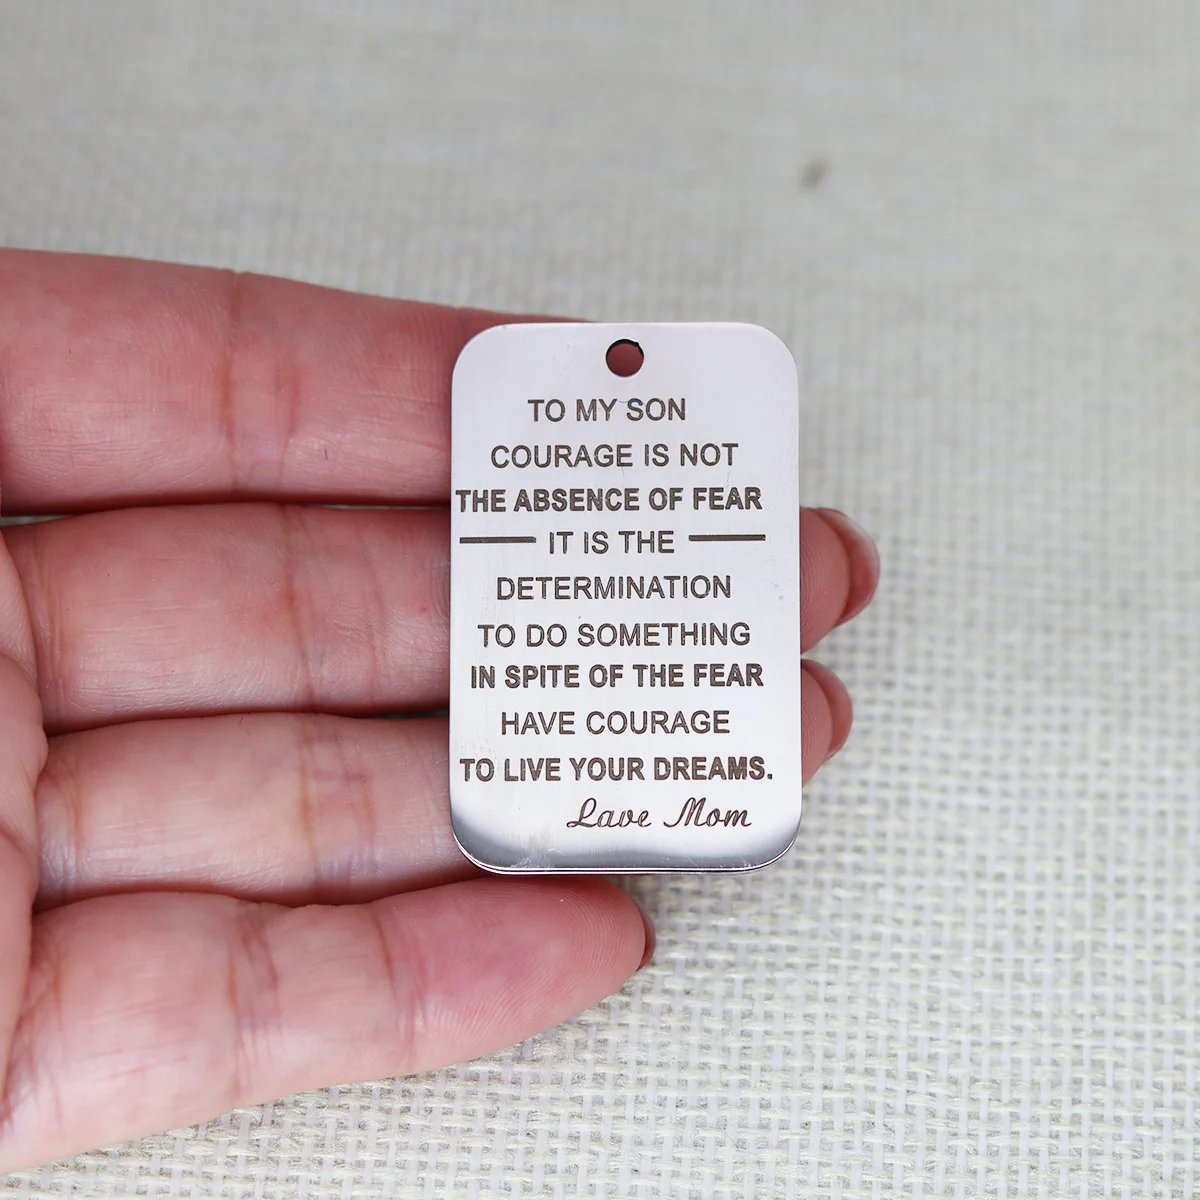 TO MY SON
COURAGE IS NOT
THE ABSENCE OF FEAR
IT IS THE
DETERMINATION
TO DO SOMETHING
IN SPITE OF THE FEAR
HAVE COURAGE
TO LIVE YOUR DREAMS.
Lave Mom